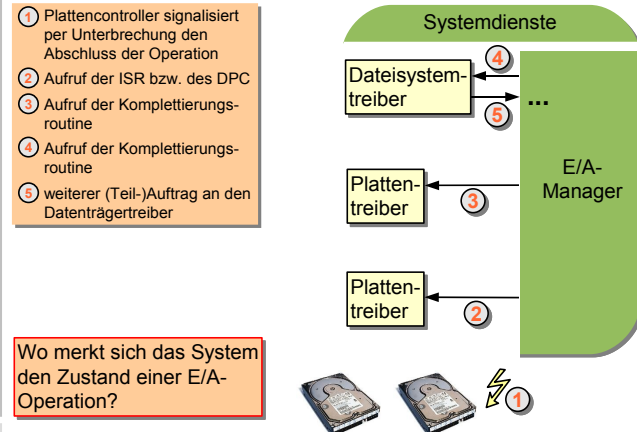 1 Plattencontroller signalisiert
per Unterbrechung den
Abschluss der Operation
2 Aufruf der ISR bzw. des DPC
3 Aufruf der Komplettierungs-
routine
4 Aufruf der Komplettierungs-
routine
5 weiterer (Teil-)Auftrag an den
Datenträgertreiber
Wo merkt sich das System
den Zustand einer E/A-
Operation?
Systemdienste
Dateisystem-
treiber
4
5
...
E/A-
Manager
Platten-
treiber
3
Platten-
treiber
2
1